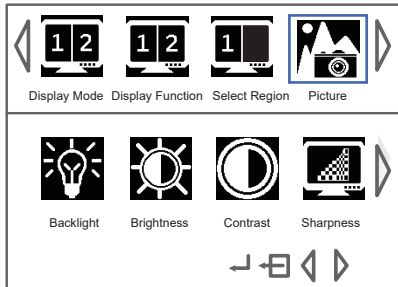 1 2
1 2
1
Display Mode Display Function Select Region Picture
Backlight Brightness Contrast Sharpness